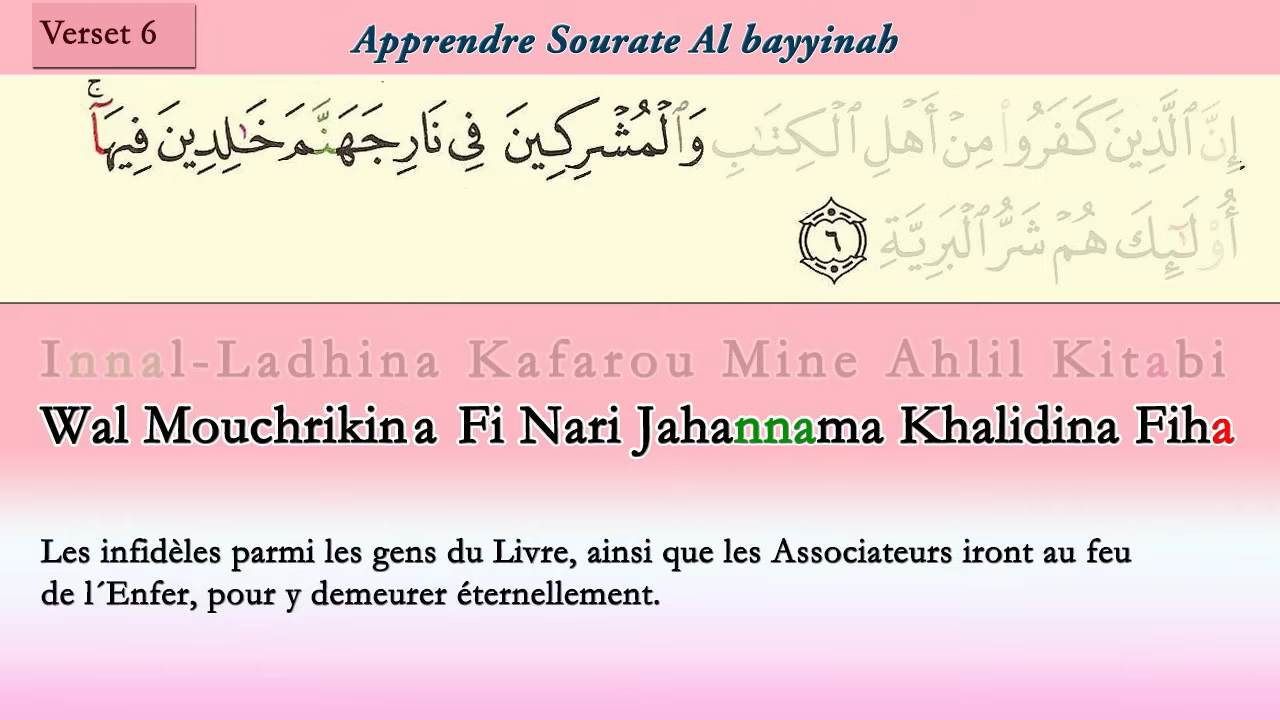 Verset 6
Apprendre Sourate Al bayyinah
إِنَّ ٱلَّذِينَ كَفَرُوا۟ مِنْ أَهْلِ ٱلْكِتَـٰبِ وَٱلْمُشْرِكِينَ فِى نَارِ جَهَنَّمَ خَـٰلِدِينَ فِيهَآ ۚ
أُو۟لَـٰٓئِكَ هُمْ شَرُّ ٱلْبَرِيَّةِ ٦
Innal-Ladhina Kafarou Mine Ahlil Kitabi
Wal Mouchrikina Fi Nari Jahannama Khalidina Fiha
Les infidèles parmi les gens du Livre, ainsi que les Associateurs iront au feu
de l´Enfer, pour y demeurer éternellement.